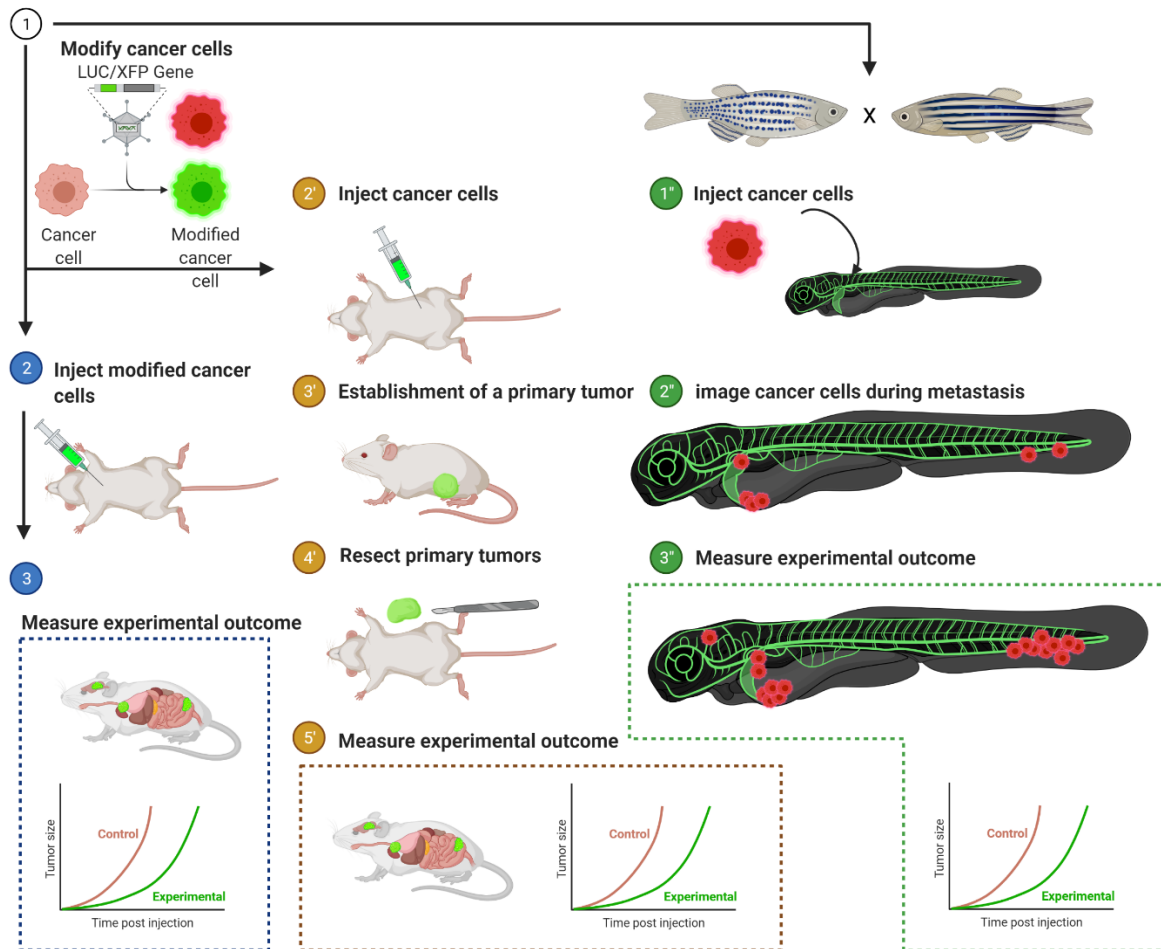 1
Modify cancer cells
LUC/XFP Gene
Cancer
cell
Modified
cancer
cell
X
2'
Inject cancer cells
1"
Inject cancer cells
2
Inject modified cancer
cells
3'
Establishment of a primary tumor
2"
image cancer cells during metastasis
4'
Resect primary tumors
3"
Measure experimental outcome
3
Measure experimental outcome
5'
Measure experimental outcome
Tumor size
Control
Experimental
Time post injection
Tumor size
Control
Experimental
Time post injection
Tumor size
Control
Experimental
Time post injection